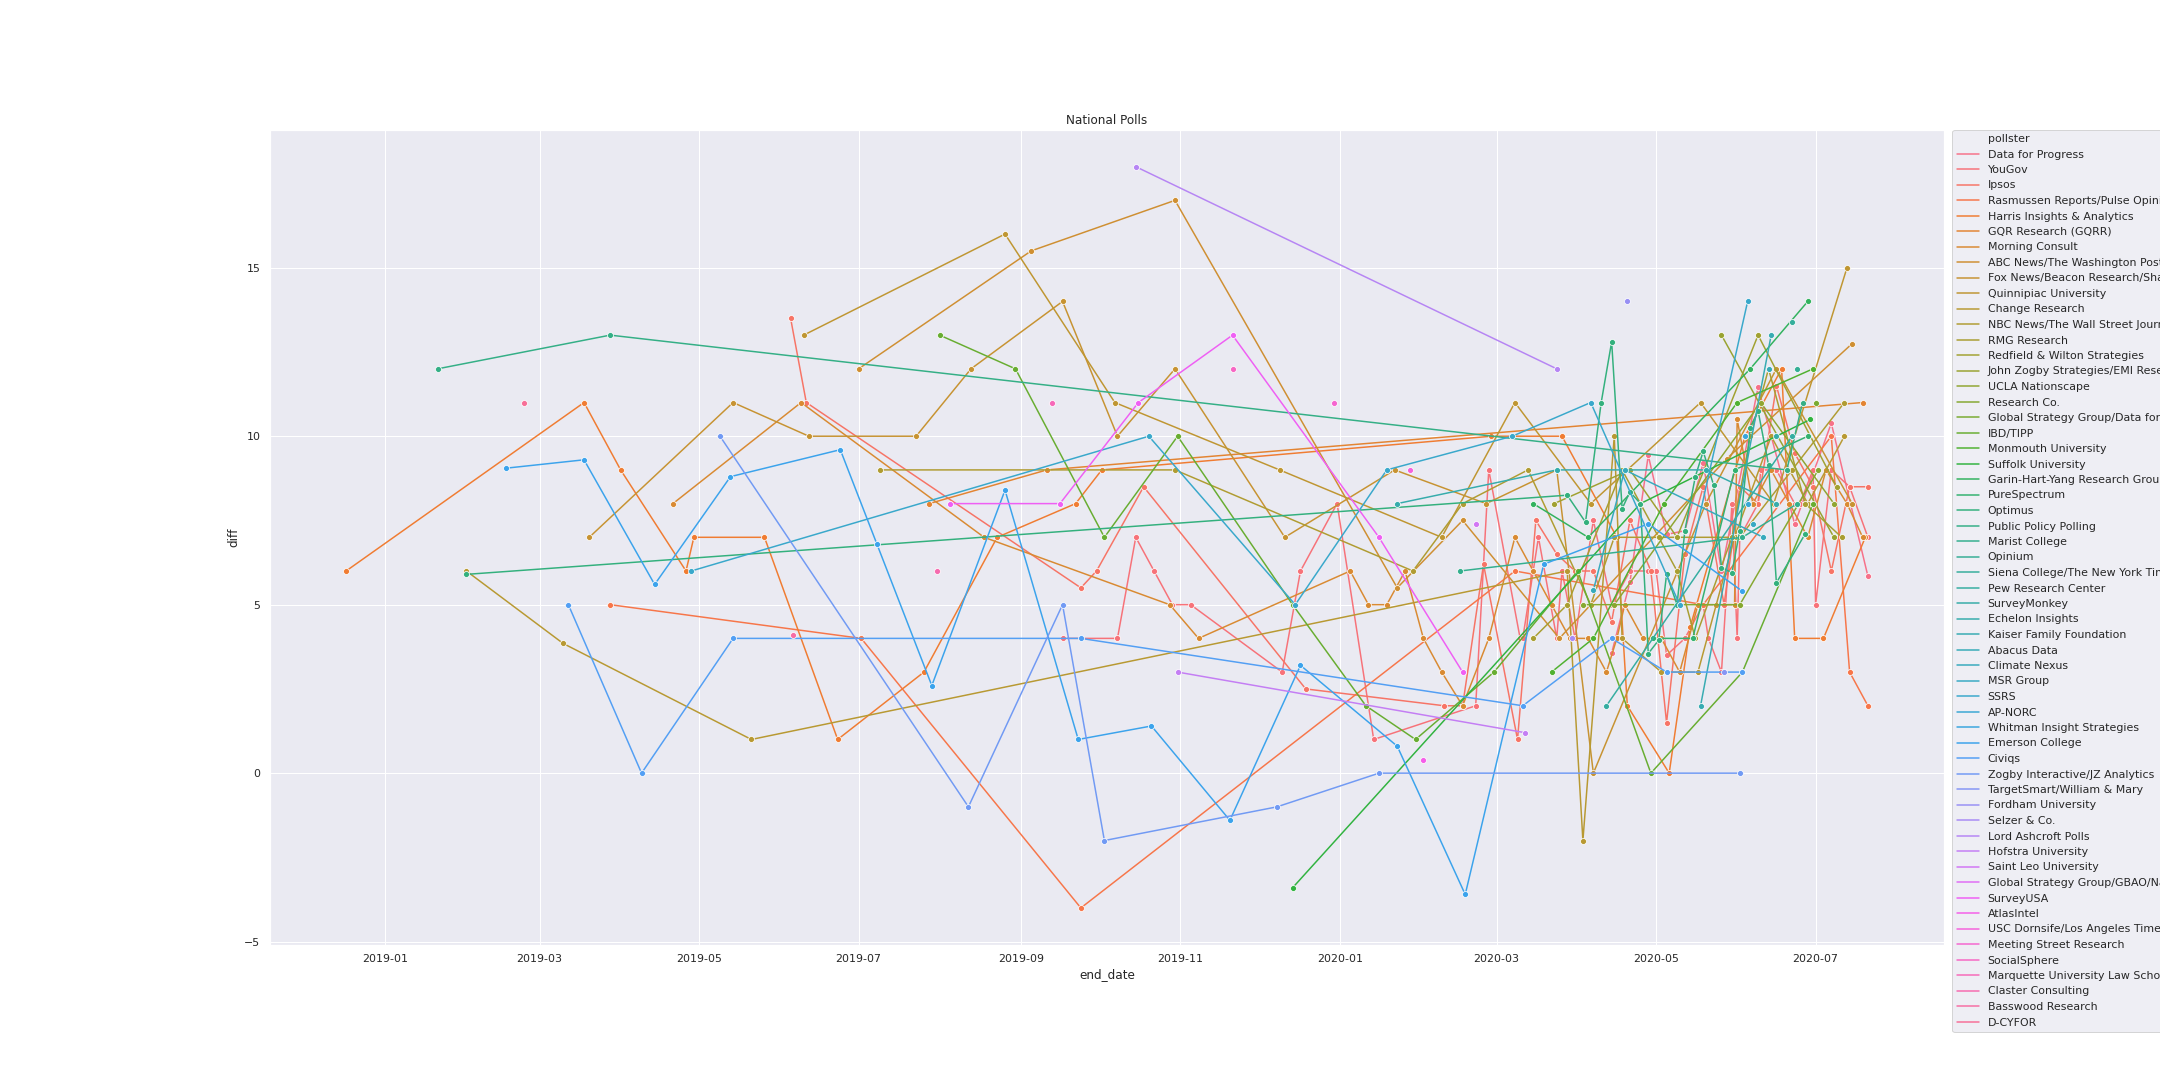 National Polls
diff
15
10
5
0
−5
2019-01
2019-03
2019-05
2019-07
2019-09
2019-11
2020-01
2020-03
2020-05
2020-07
end_date
pollster
Data for Progress
YouGov
Ipsos
Rasmussen Reports/Pulse Opin
Harris Insights & Analytics
GQR Research (GQRR)
Morning Consult
ABC News/The Washington Post
Fox News/Beacon Research/Sha
Quinnipiac University
Change Research
NBC News/The Wall Street Jour
RMG Research
Redfield & Wilton Strategies
John Zogby Strategies/EMI Rese
UCLA Nationscape
Research Co.
Global Strategy Group/Data for
IBD/TIPP
Monmouth University
Suffolk University
Garin-Hart-Yang Research Grou
PureSpectrum
Optimus
Public Policy Polling
Marist College
Opinium
Siena College/The New York Tim
Pew Research Center
SurveyMonkey
Echelon Insights
Kaiser Family Foundation
Abacus Data
Climate Nexus
MSR Group
SSRS
AP-NORC
Whitman Insight Strategies
Emerson College
Civiqs
Zogby Interactive/JZ Analytics
TargetSmart/William & Mary
Fordham University
Selzer & Co.
Lord Ashcroft Polls
Hofstra University
Saint Leo University
Global Strategy Group/GBAO/Na
SurveyUSA
AtlasIntel
USC Dornsife/Los Angeles Time
Meeting Street Research
SocialSphere
Marquette University Law Scho
Claster Consulting
Basswood Research
D-CYFOR